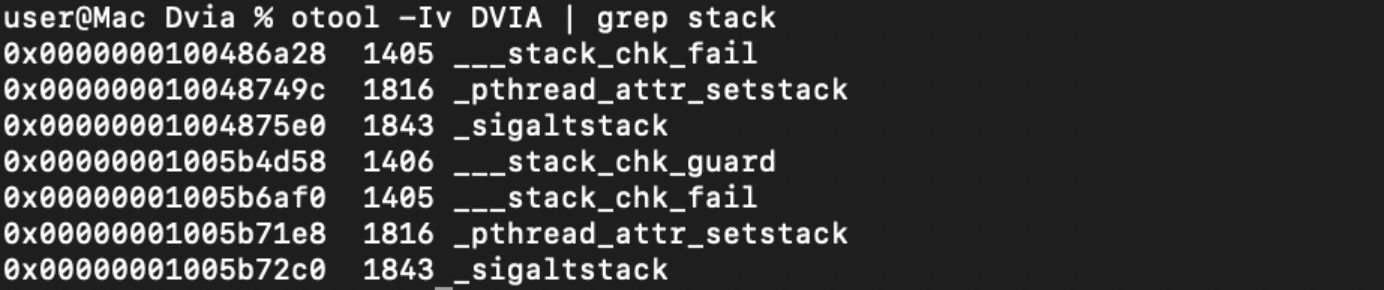 user@Mac Dvia % otool -Iv DVIA | grep stack
0x0000000100486a28  1405 ___stack_chk_fail
0x000000010048749c  1816 _pthread_attr_setstack
0x00000001004875e0  1843 _sigaltstack
0x00000001005b4d58  1406 ___stack_chk_guard
0x00000001005b6af0  1405 ___stack_chk_fail
0x00000001005b71e8  1816 _pthread_attr_setstack
0x00000001005b72c0  1843 _sigaltstack